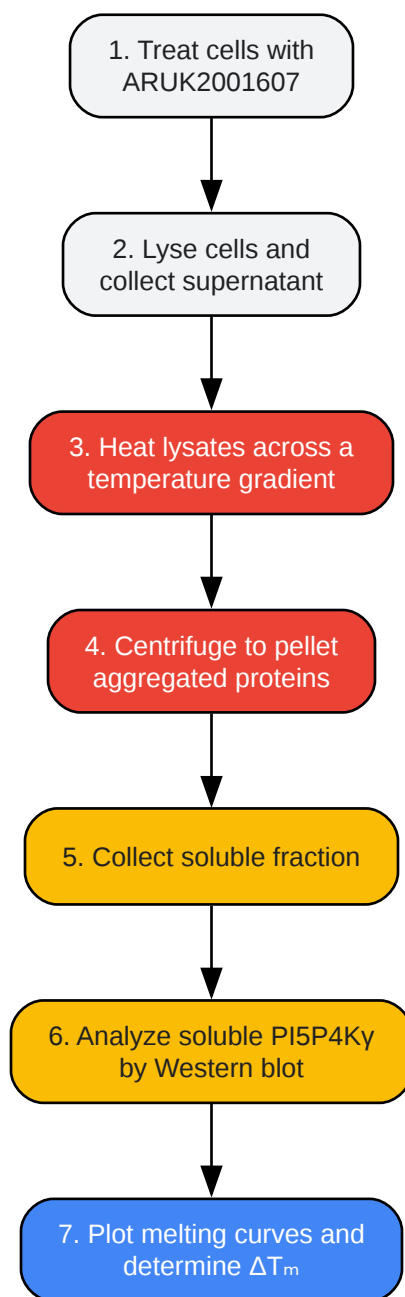 1. Treat cells with
ARUK2001607
2. Lyse cells and
collect supernatant
3. Heat lysates across a
temperature gradient
4. Centrifuge to pellet
aggregated proteins
5. Collect soluble fraction
6. Analyze soluble PI5P4Kγ
by Western blot
7. Plot melting curves and
determine ΔTₘ